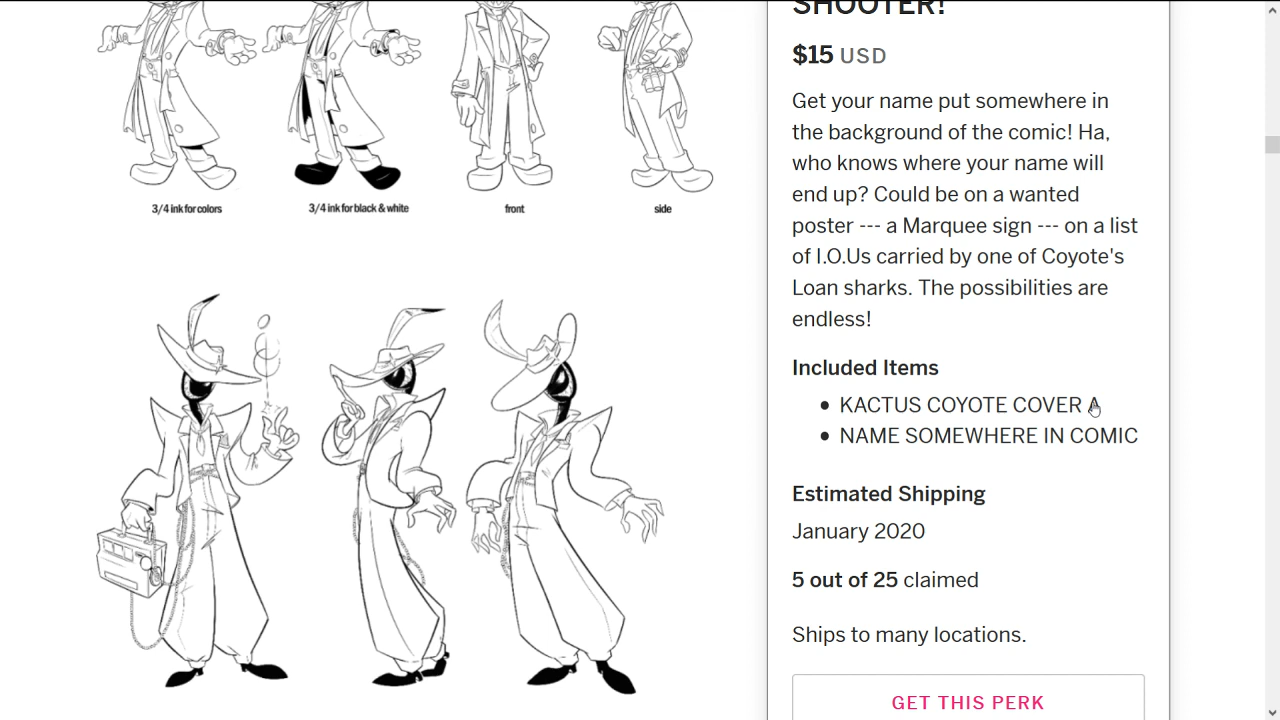 SHOOTER!
$15 USD
Get your name put somewhere in
the background of the comic! Ha,
who knows where your name will
end up? Could be on a wanted
poster --- a Marquee sign --- on a list
of I.O.Us carried by one of Coyote's
Loan sharks. The possibilities are
endless!
Included Items
KACTUS COYOTE COVER A
NAME SOMEWHERE IN COMIC
Estimated Shipping
January 2020
5 out of 25 claimed
Ships to many locations.
GET THIS PERK
3/4 ink for colors
3/4 ink for black & white
front
side